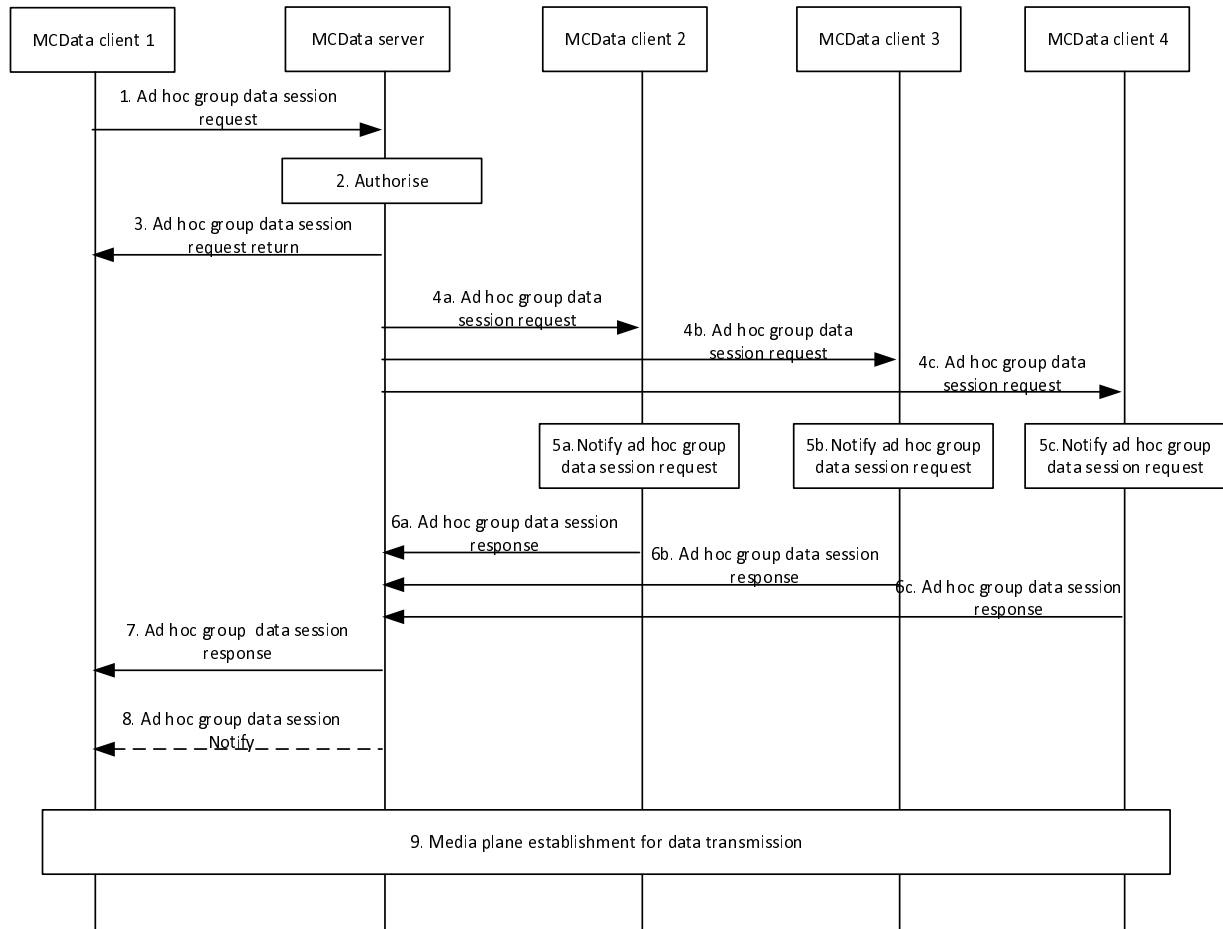 MCData client 1
MCData server
MCData client 2
MCData client 3
MCData client 4
1. Ad hoc group data session
request
2. Authorise
3. Ad hoc group data session
request return
4a. Ad hoc group data
session request
4b. Ad hoc group data
session request
4c. Ad hoc group data
session request
5a. Notify ad hoc group
data session request
5b. Notify ad hoc group
data session request
5c. Notify ad hoc group
data session request
6a. Ad hoc group data session
response
6b. Ad hoc group data session
response
6c. Ad hoc group data session
response
7. Ad hoc group data session
response
8. Ad hoc group data session
Notify
9. Media plane establishment for data transmission